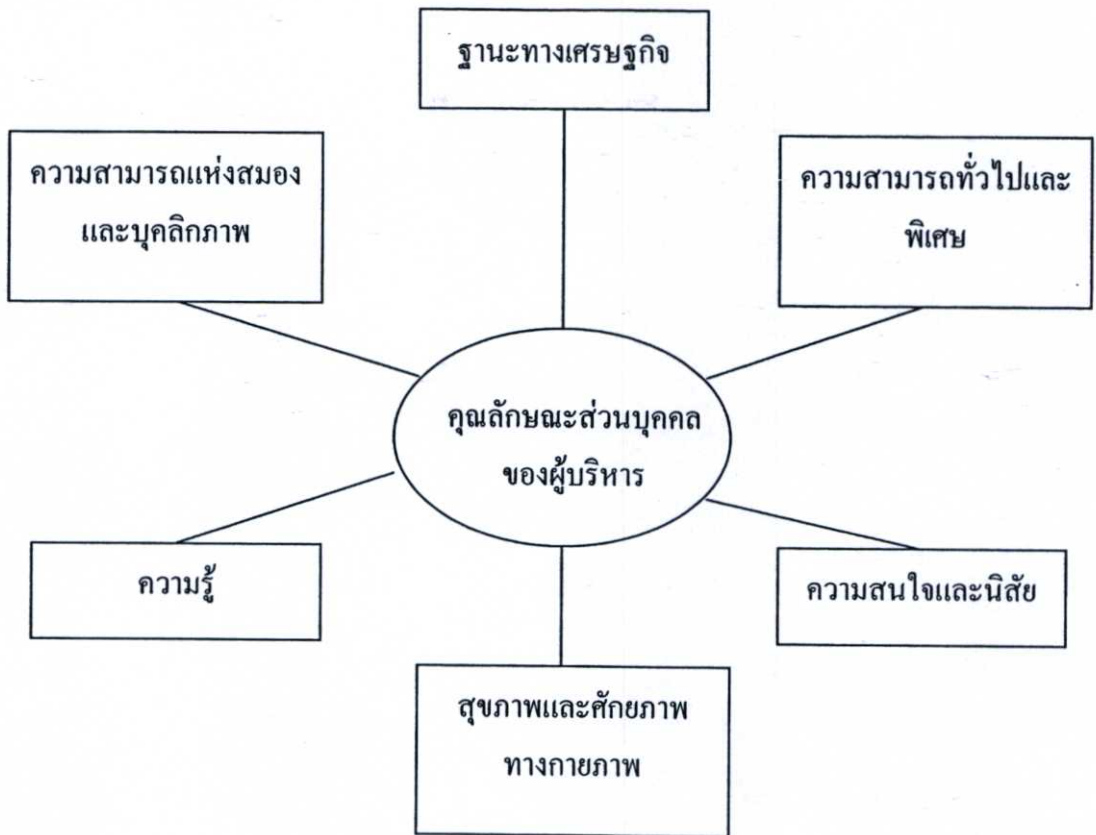 ฐานะทางเศรษฐกิจ
ความสามารถแห่งสมอง
และบุคลิกภาพ
ความสามารถทั่วไปและ
พิเศษ
คุณลักษณะส่วนบุคคล
ของผู้บริหาร
ความรู้
ความสนใจและนิสัย
สุขภาพและศักยภาพ
ทางกายภาพ